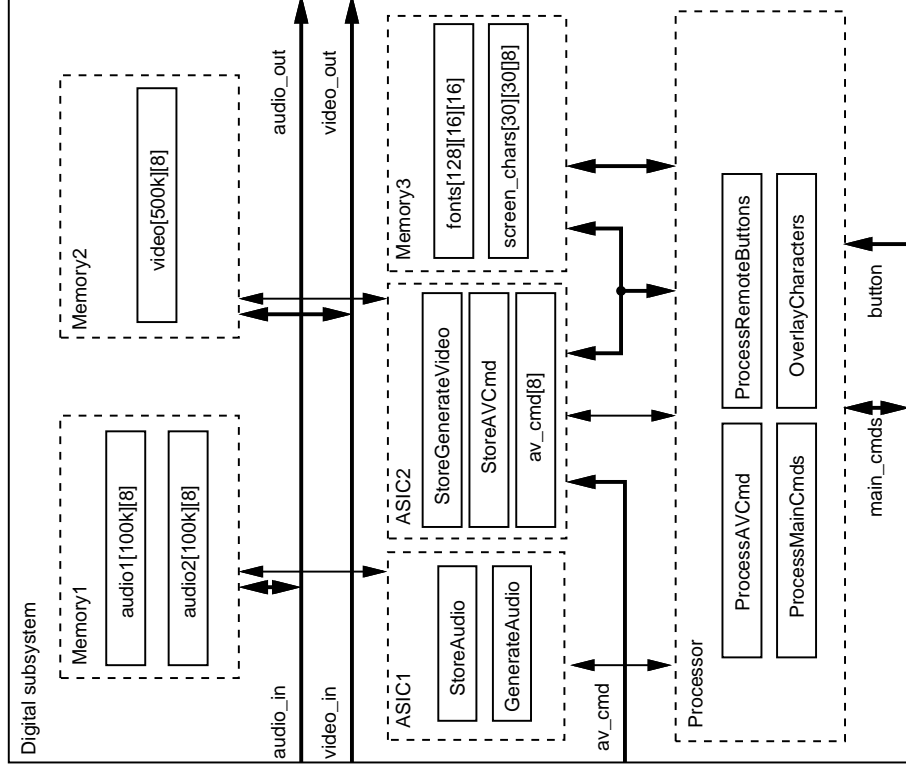 Digital subsystem
Memory1
audio1[100k][8]
audio2[100k][8]
Memory2
video[500k][8]
audio_in
audio_out
video_in
video_out
ASIC1
StoreAudio
GenerateAudio
ASIC2
StoreGenerateVideo
StoreAVCmd
av_cmd[8]
Memory3
fonts[128][16][16]
screen_chars[30][30[]8]
av_cmd
Processor
ProcessAVCmd
ProcessRemoteButtons
ProcessMainCmds
OverlayCharacters
main_cmds
button